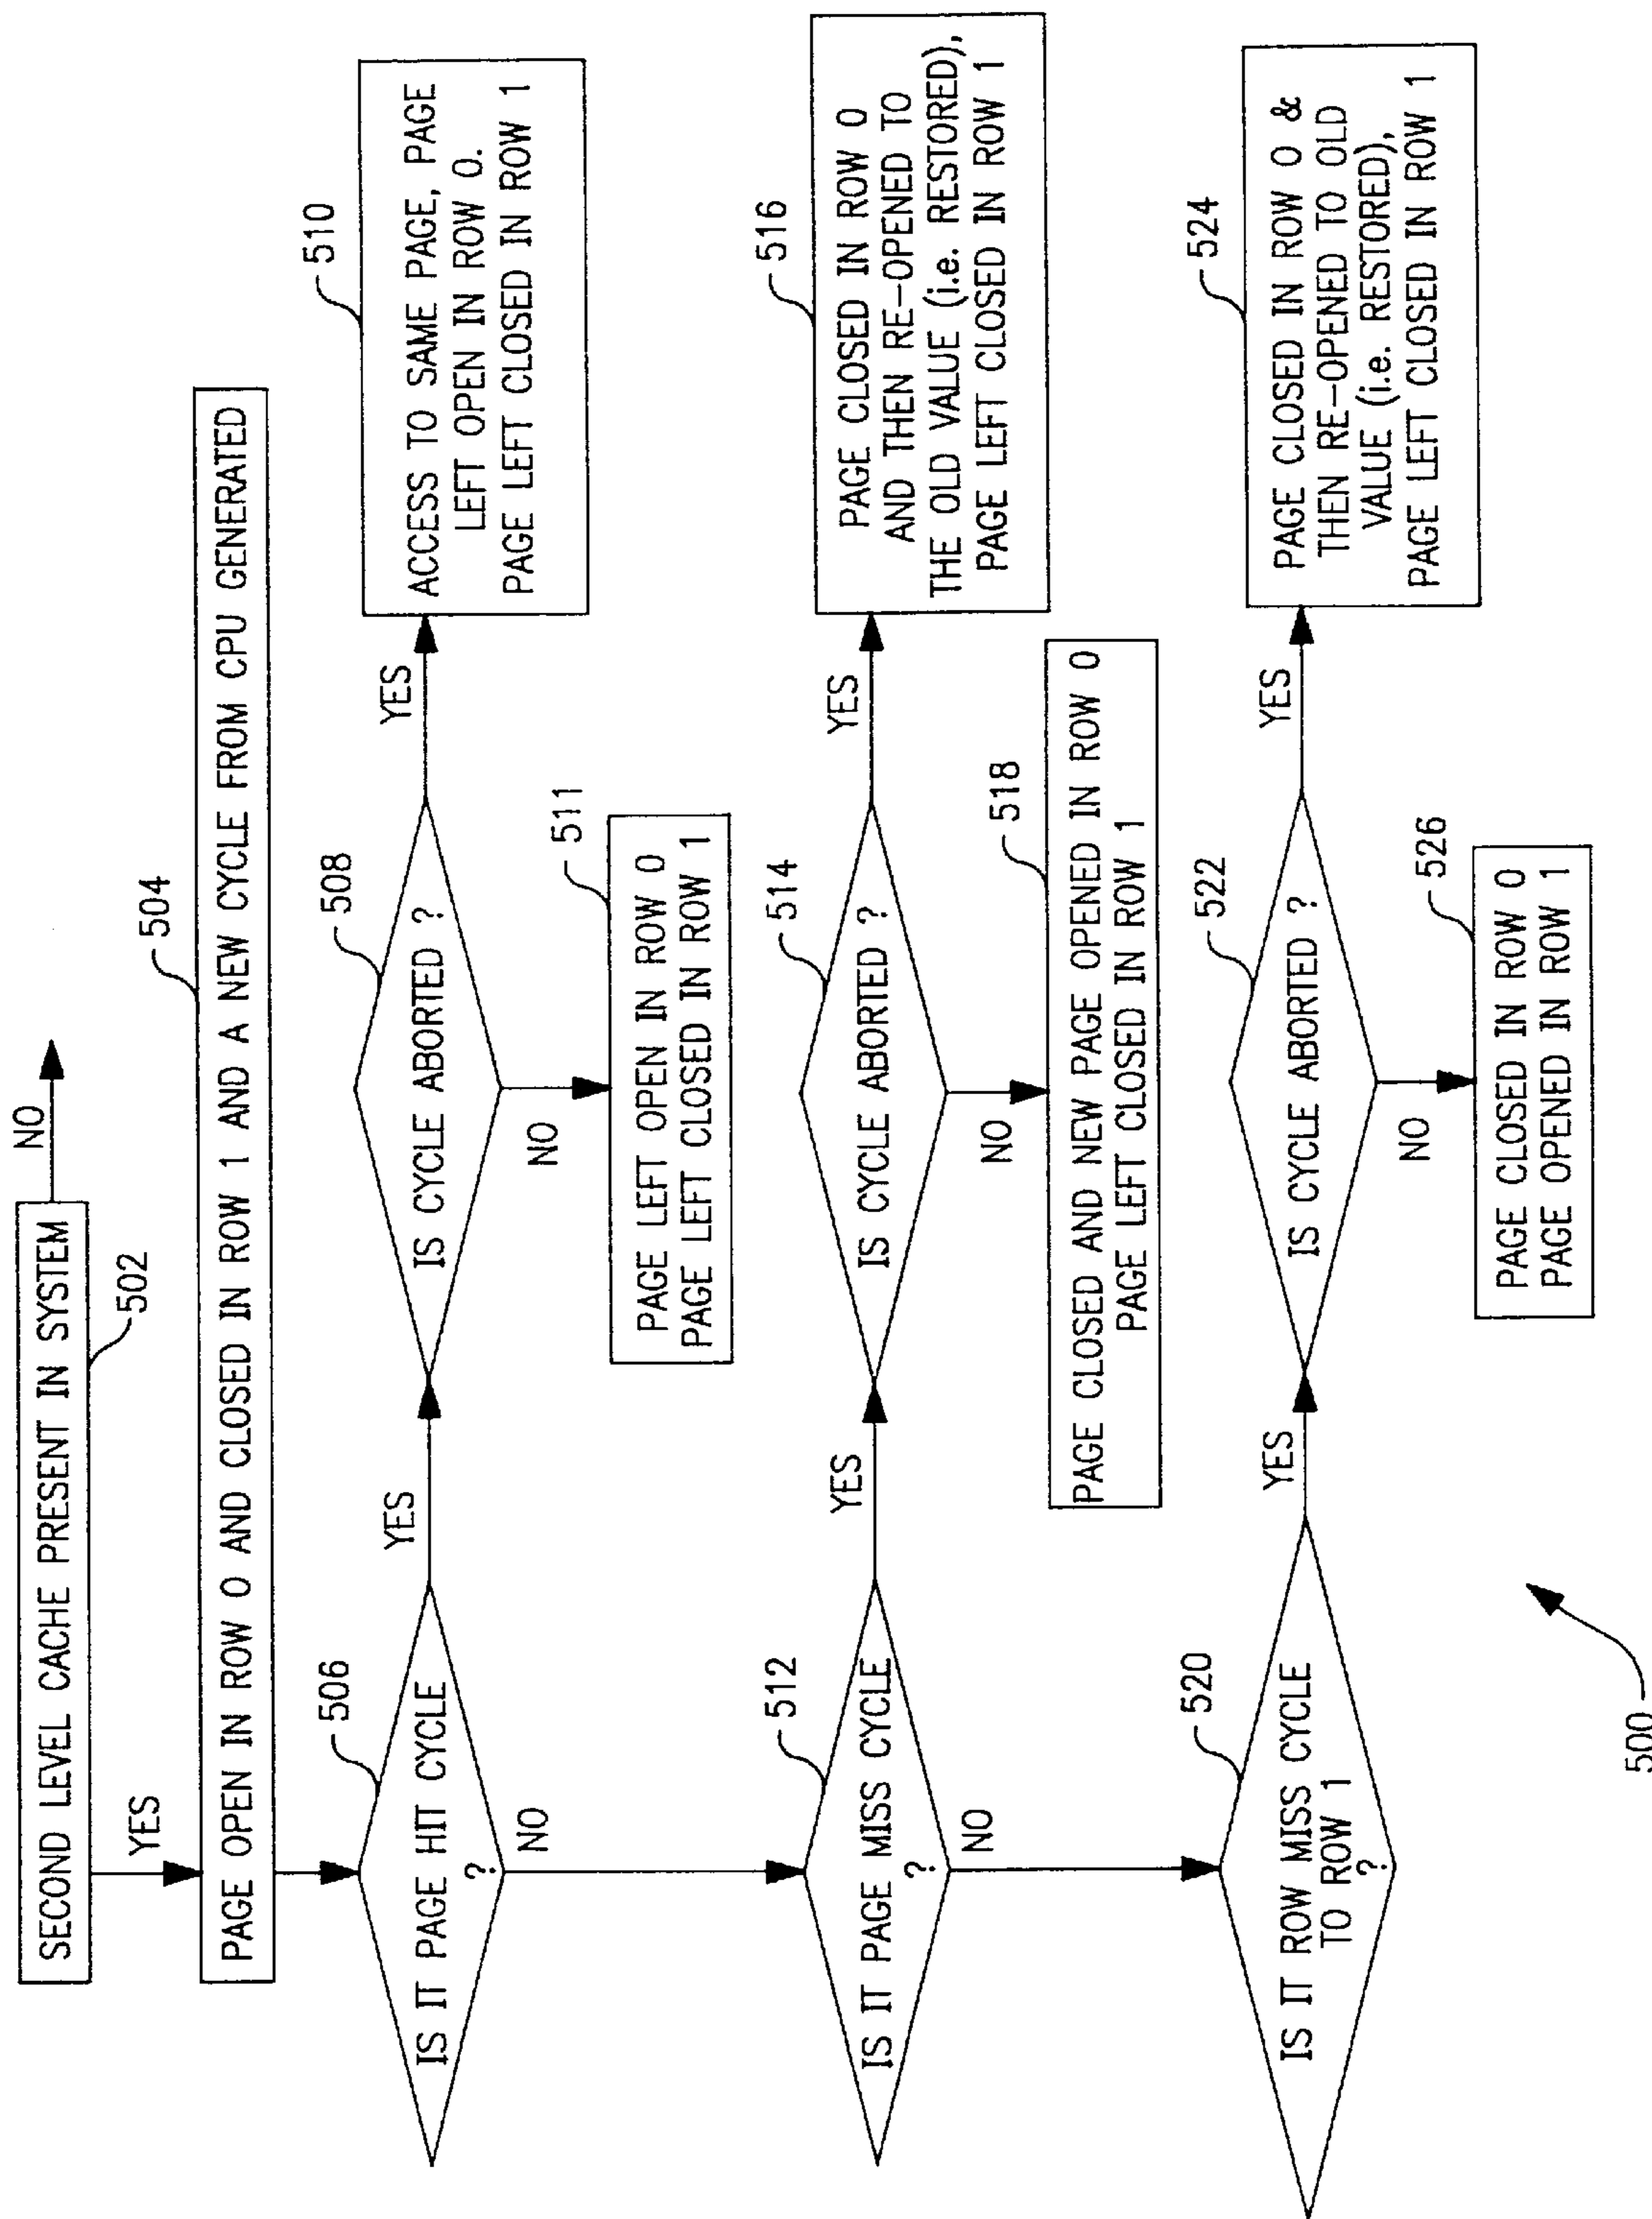 SECOND LEVEL CACHE PRESENT IN SYSTEM
NO
502
YES
504
PAGE OPEN IN ROW 0 AND CLOSED IN ROW 1 AND A NEW CYCLE FROM CPU GENERATED
506
IS IT PAGE HIT CYCLE
?
YES
NO
508
IS CYCLE ABORTED ?
YES
NO
510
ACCESS TO SAME PAGE, PAGE
LEFT OPEN IN ROW 0.
PAGE LEFT CLOSED IN ROW 1
511
PAGE LEFT OPEN IN ROW 0
PAGE LEFT CLOSED IN ROW 1
512
IS IT PAGE MISS CYCLE
?
YES
NO
514
IS CYCLE ABORTED ?
YES
NO
516
PAGE CLOSED IN ROW 0
AND THEN RE-OPENED TO
THE OLD VALUE (i.e. RESTORED),
PAGE LEFT CLOSED IN ROW 1
518
PAGE CLOSED AND NEW PAGE OPENED IN ROW 0
PAGE LEFT CLOSED IN ROW 1
520
IS IT ROW MISS CYCLE
TO ROW 1
?
YES
522
IS CYCLE ABORTED ?
YES
NO
524
PAGE CLOSED IN ROW 0 &
THEN RE-OPENED TO OLD
VALUE (i.e. RESTORED),
PAGE LEFT CLOSED IN ROW 1
526
PAGE CLOSED IN ROW 0
PAGE OPENED IN ROW 1
500